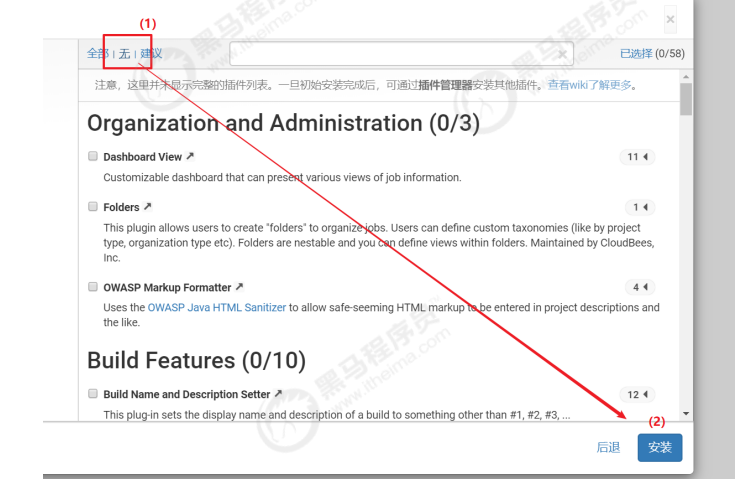 (1)
×
全部 | 无 | 建议
×
已选择 (0/58)
注意，这里并未显示完整的插件列表。一旦初始安装完成后，可通过插件管理器安装其他插件。查看wiki了解更多。
Organization and Administration (0/3)
Dashboard View ↗ 11
Customizable dashboard that can present various views of job information.
Folders ↗ 1
This plugin allows users to create "folders" to organize jobs. Users can define custom taxonomies (like by project
type, organization type etc). Folders are nestable and you can define views within folders. Maintained by CloudBees,
Inc.
OWASP Markup Formatter ↗ 4
Uses the OWASP Java HTML Sanitizer to allow safe-seeming HTML markup to be entered in project descriptions and
the like.
Build Features (0/10)
Build Name and Description Setter ↗ 12
This plug-in sets the display name and description of a build to something other than #1, #2, #3, ...
(2)
后退 安装
黑马程序员
www.itheima.com